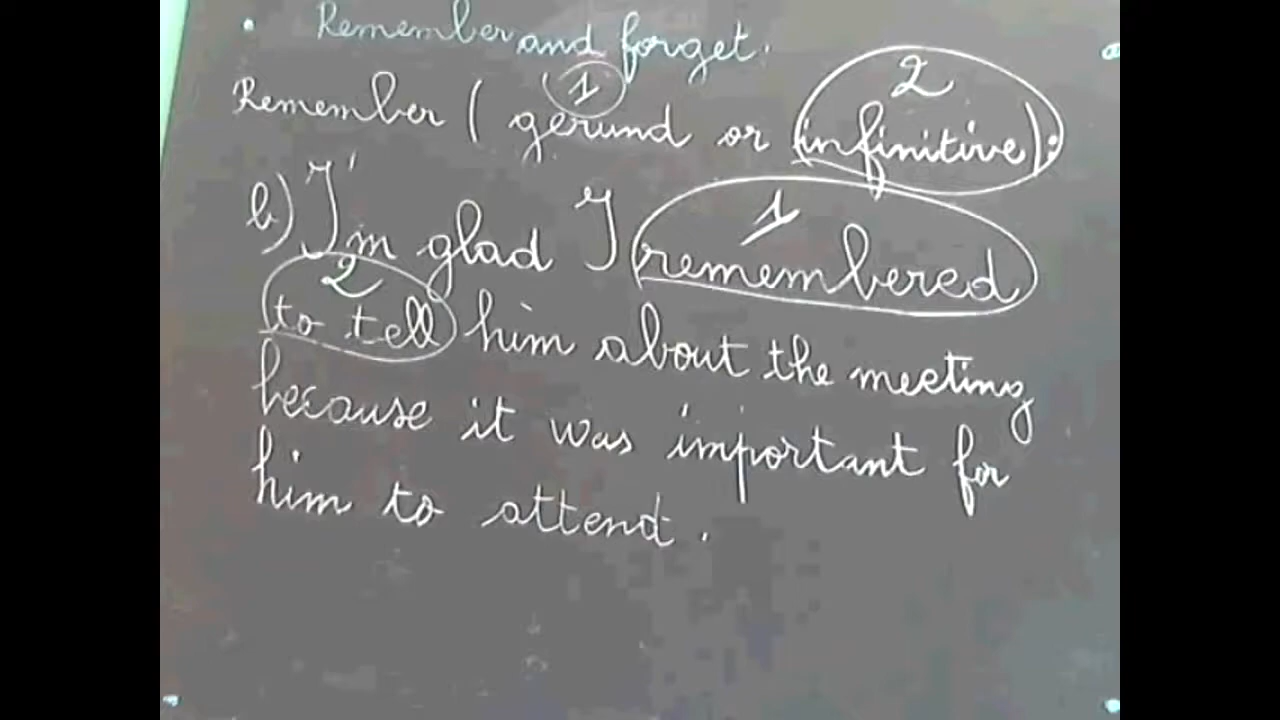 • Remember and forget.
1
2
Remember ( gerund or infinitive):
1
b) I'm glad I remembered
2
to tell him about the meeting
because it was important for
him to attend.